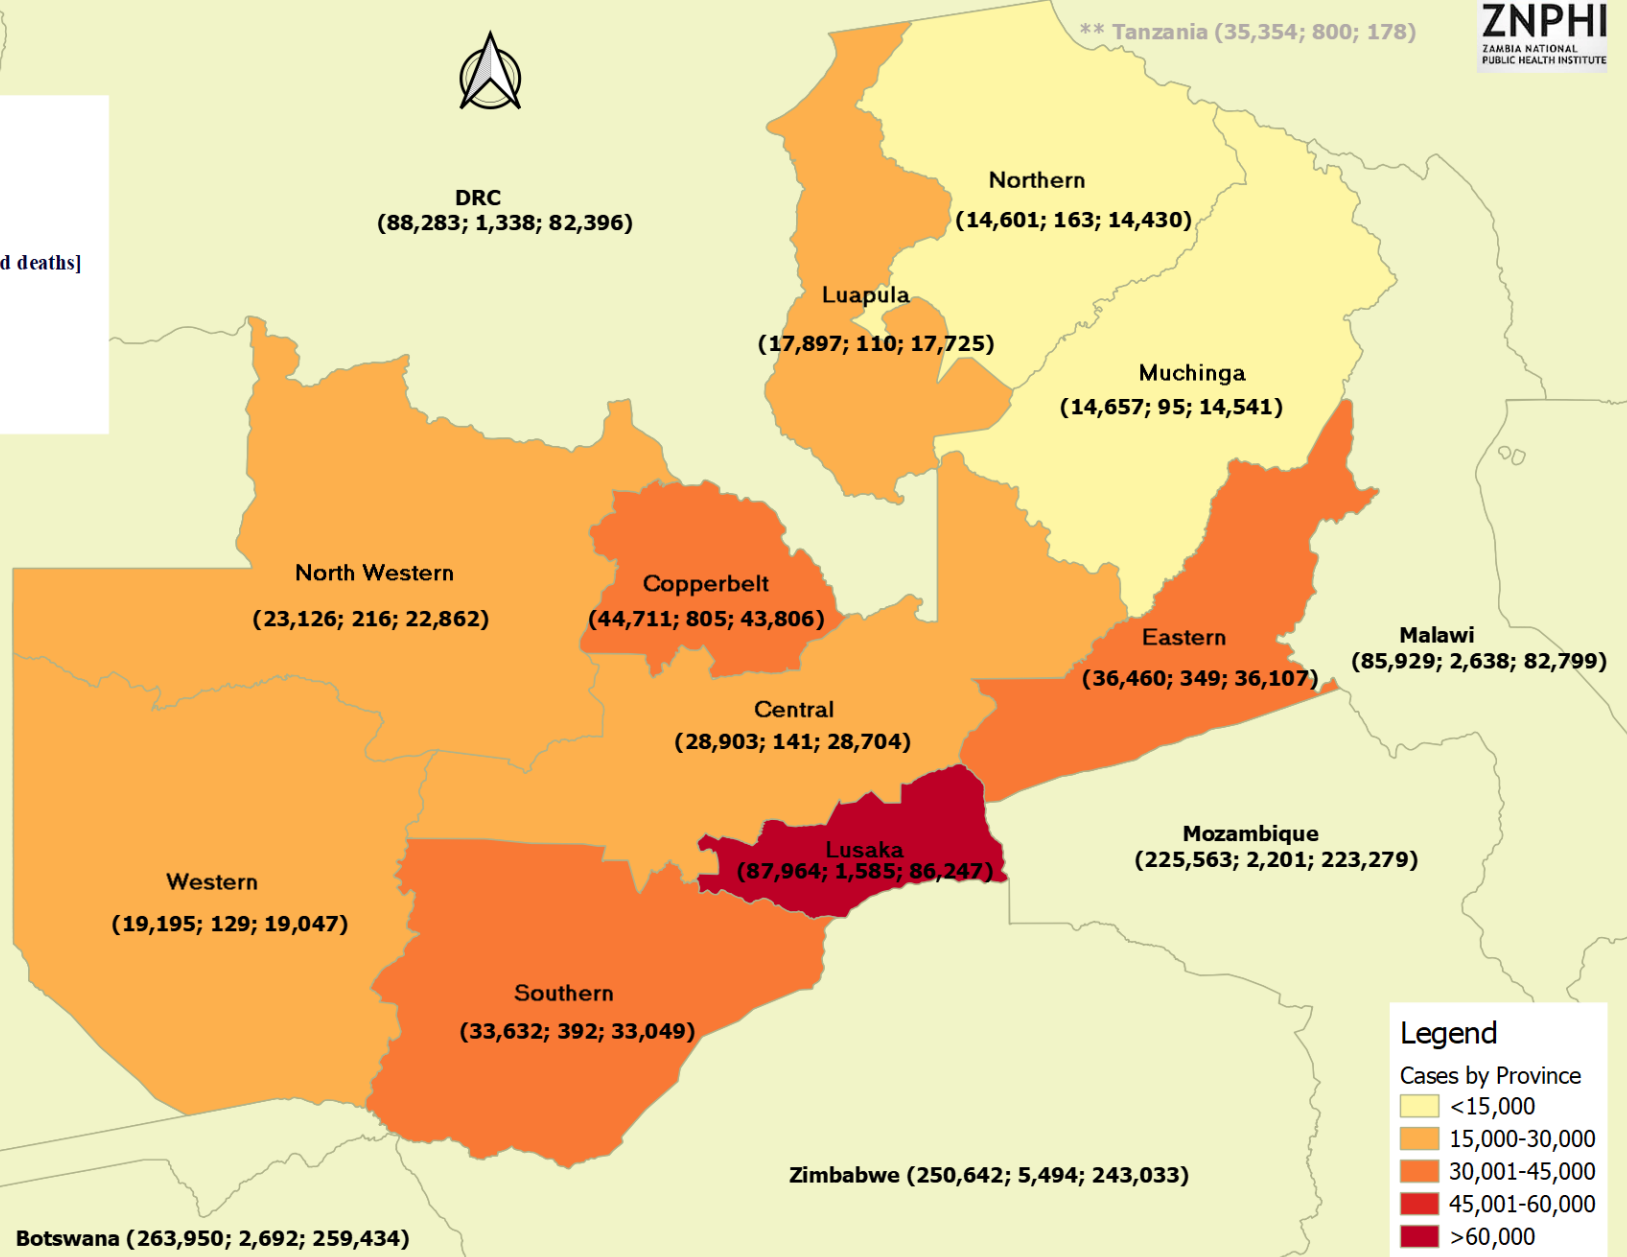 ** Tanzania (35,354; 800; 178)
ZNPHI
ZAMBIA NATIONAL
PUBLIC HEALTH INSTITUTE
DRC
(88,283; 1,338; 82,396)
Northern
(14,601; 163; 14,430)
d deaths]
Luapula
(17,897; 110; 17,725)
Muchinga
(14,657; 95; 14,541)
North Western
(23,126; 216; 22,862)
Copperbelt
(44,711; 805; 43,806)
Eastern
(36,460; 349; 36,107)
Malawi
(85,929; 2,638; 82,799)
Central
(28,903; 141; 28,704)
Lusaka
(87,964; 1,585; 86,247)
Mozambique
(225,563; 2,201; 223,279)
Western
(19,195; 129; 19,047)
Southern
(33,632; 392; 33,049)
Zimbabwe (250,642; 5,494; 243,033)
Botswana (263,950; 2,692; 259,434)
Legend
Cases by Province
<15,000
15,000-30,000
30,001-45,000
45,001-60,000
>60,000